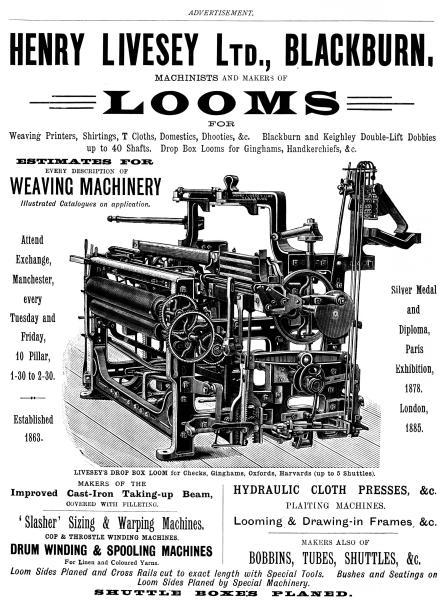 ADVERTISEMENT.
HENRY LIVESEY LTD., BLACKBURN.
MACHINISTS AND MAKERS OF
LOOMS
FOR
Weaving Printers, Shirtings, T Cloths, Domestics, Dhooties, &c. Blackburn and Keighley Double-Lift Dobbies
up to 40 Shafts. Drop Box Looms for Ginghams, Handkerchiefs, &c.
ESTIMATES FOR
EVERY DESCRIPTION OF
WEAVING MACHINERY
Illustrated Catalogues on application.
Attend
Exchange,
Manchester,
every
Tuesday and
Friday,
10 Pillar,
1-30 to 2-30.
Established
1863.
Silver Medal
and
Diploma,
Paris
Exhibition,
1878.
London,
1885.
LIVESEY'S DROP BOX LOOM for Checks, Ginghams, Oxfords, Harvards (up to 5 Shuttles).
MAKERS OF THE
Improved Cast-Iron Taking-up Beam,
COVERED WITH FILLETING.
'Slasher' Sizing & Warping Machines.
COP & THROSTLE WINDING MACHINES.
DRUM WINDING & SPOOLING MACHINES
For Linen and Coloured Yarns.
HYDRAULIC CLOTH PRESSES, &c.
PLAITING MACHINES.
Looming & Drawing-in Frames, &c.
MAKERS ALSO OF
BOBBINS, TUBES, SHUTTLES, &c.
Loom Sides Planed and Cross Rails cut to exact length with Special Tools. Bushes and Seatings on
Loom Sides Planed by Special Machinery.
SHUTTLE BOXES PLANED.